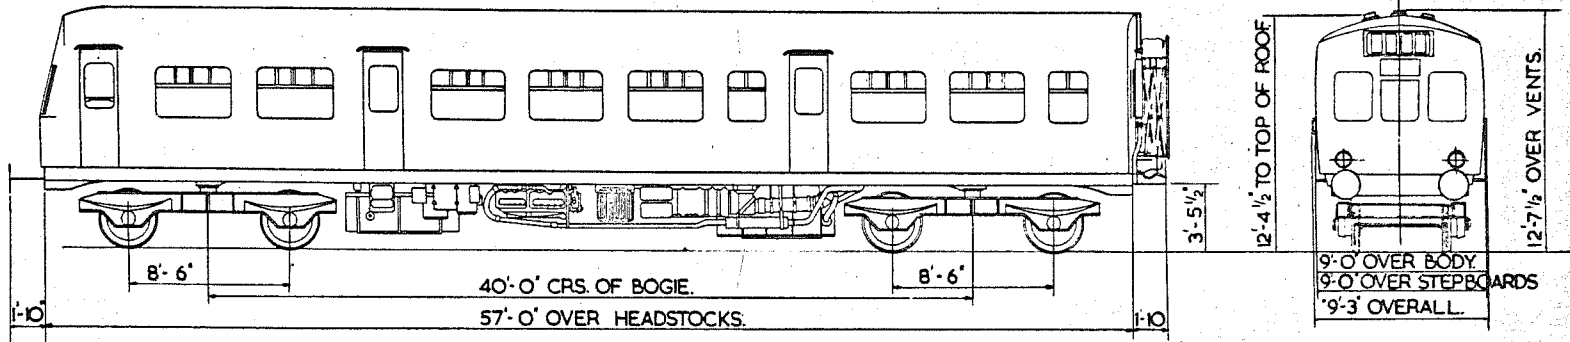 8'-6"
8'-6"
40'-0" CRS. OF BOGIE.
1'-10"
57'-0" OVER HEADSTOCKS.
1'-10
3'-5½"
12'-4½" TO TOP OF ROOF.
12'-7½" OVER VENTS.
9'-0" OVER BODY.
9'-0" OVER STEPBOARDS
9'-3" OVERALL.